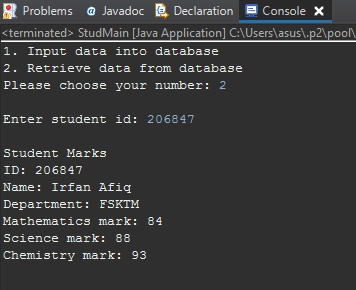 Problems @ Javadoc Declaration Console
<terminated> StudMain [Java Application] C:\Users\asus\.p2\pool\
1. Input data into database
2. Retrieve data from database
Please choose your number: 2
Enter student id: 206847
Student Marks
ID: 206847
Name: Irfan Afiq
Department: FSKTM
Mathematics mark: 84
Science mark: 88
Chemistry mark: 93